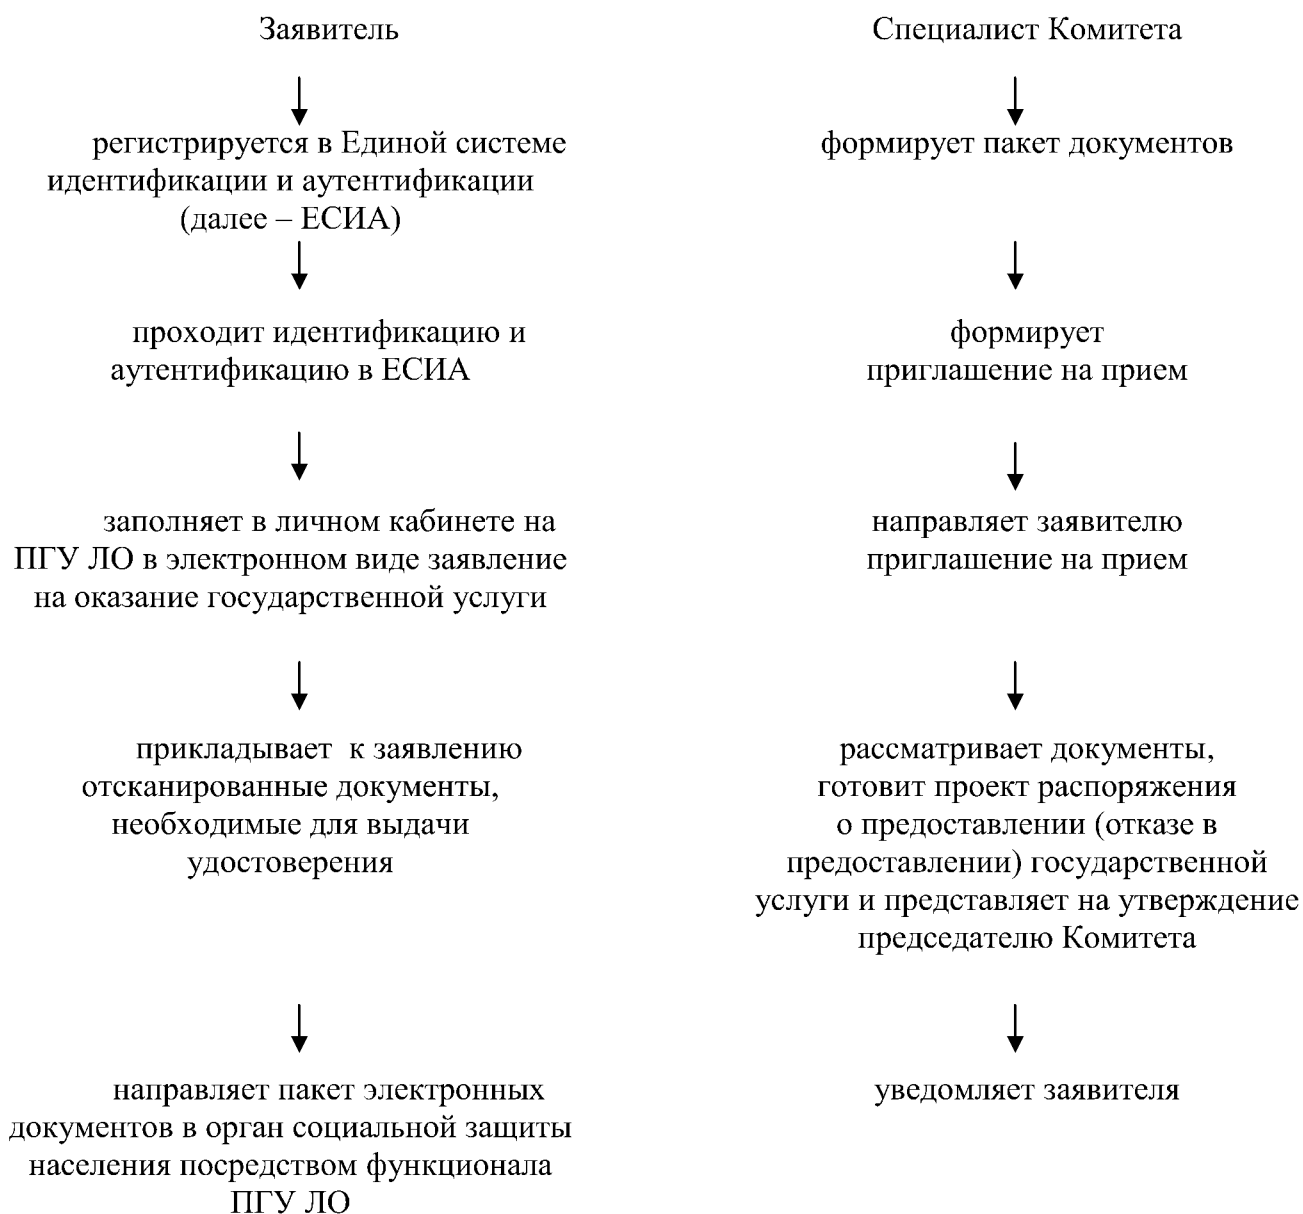 Заявитель
регистрируется в Единой системе
идентификации и аутентификации
(далее – ЕСИА)
проходит идентификацию и
аутентификацию в ЕСИА
заполняет в личном кабинете на
ПГУ ЛО в электронном виде заявление
на оказание государственной услуги
прикладывает к заявлению
отсканированные документы,
необходимые для выдачи
удостоверения
направляет пакет электронных
документов в орган социальной защиты
населения посредством функционала
ПГУ ЛО
Специалист Комитета
формирует пакет документов
формирует
приглашение на прием
направляет заявителю
приглашение на прием
рассматривает документы,
готовит проект распоряжения
о предоставлении (отказе в
предоставлении) государственной
услуги и представляет на утверждение
председателю Комитета
уведомляет заявителя